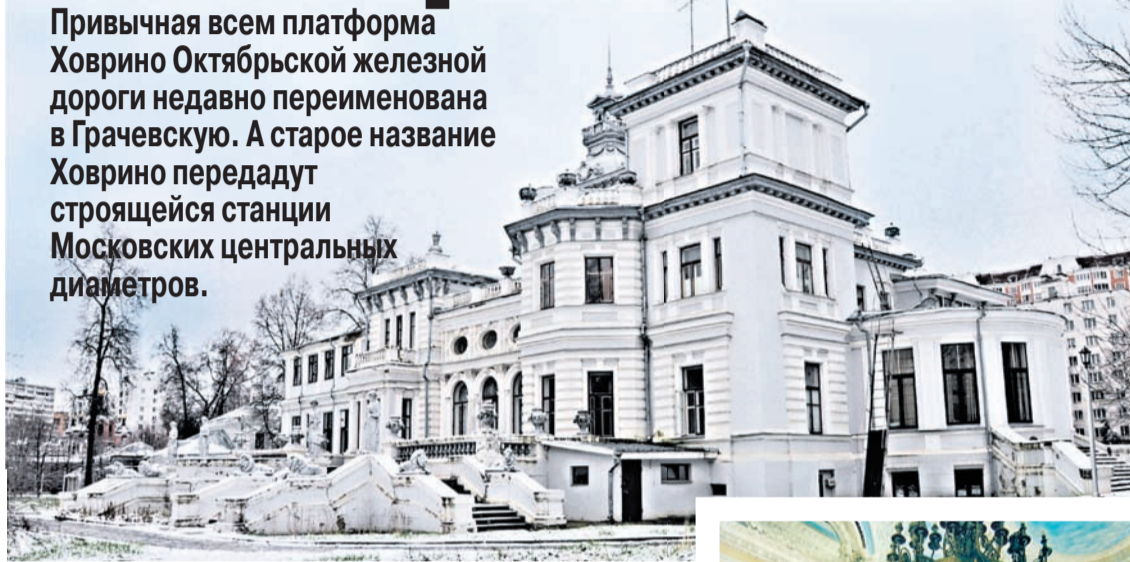 Привычная всем платформа
Ховрино Октябрьской железной
дороги недавно переименована
в Грачевскую. А старое название
Ховрино передадут
строящейся станции
Московских центральных
диаметров.